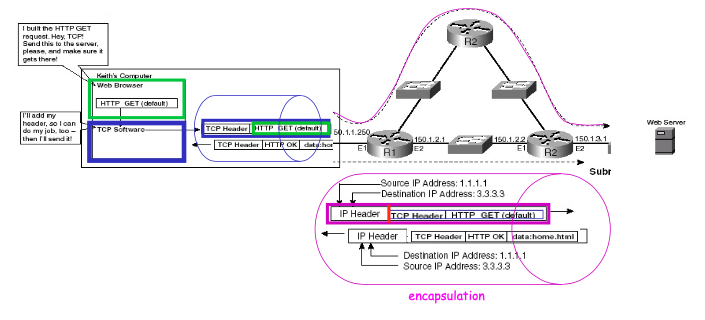 I built the HTTP GET
request. Hey, TCP!
Send this to the server,
please, and make sure it
gets there!
Keith's Computer
Web Browser
HTTP GET (default)
I'll add my
header, so I can
do my job, too –
then I'll send it!
TCP Software
TCP Header HTTP GET (default)
TCP Header HTTP OK data:hom
R2
50.1.1.250
E1
R1
150.1.2.1
150.1.2.2
E1
R2
150.1.3.1
E2
Web Server
Subr
Source IP Address: 1.1.1.1
Destination IP Address: 3.3.3.3
IP Header TCP Header HTTP GET (default)
IP Header TCP Header HTTP OK data:home.html
Destination IP Address: 1.1.1.1
Source IP Address: 3.3.3.3
encapsulation